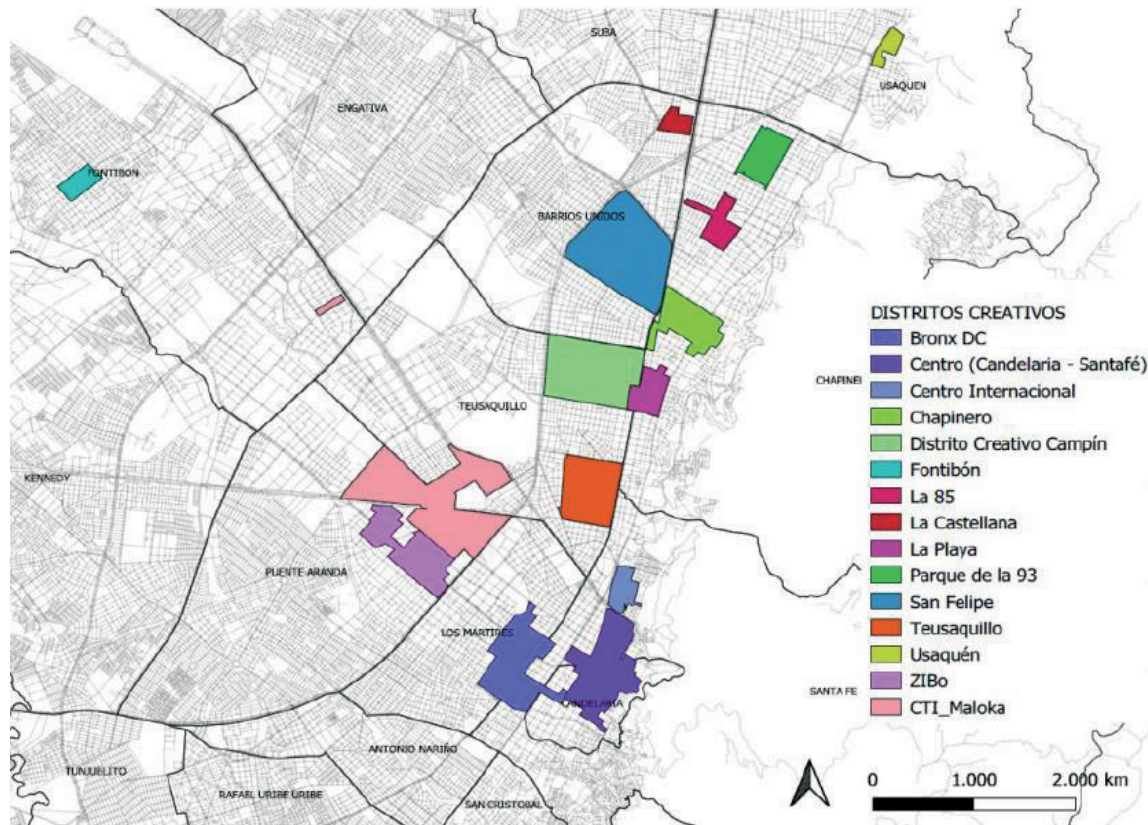 SUBA
USAQUEN
ENGATIVA
FONTIBON
BARRIOS UNIDOS
DISTRITOS CREATIVOS
Bronx DC
Centro (Candelaria - Santafé)
Centro Internacional
Chapinero
Distrito Creativo Campín
Fontibón
La 85
La Castellana
La Playa
Parque de la 93
San Felipe
Teusaquillo
Usaquén
ZIBo
CTI_Maloka
CHAPINE
TEUSAQUILLO
KENNEDY
PUENTE ARANDA
LOS MARTIRES
SANTA FE
CANDELARIA
ANTONIO NARIÑO
TUNJUELITO
RAFAEL URIBE URIBE
SAN CRISTOBAL
0 1.000 2.000 km